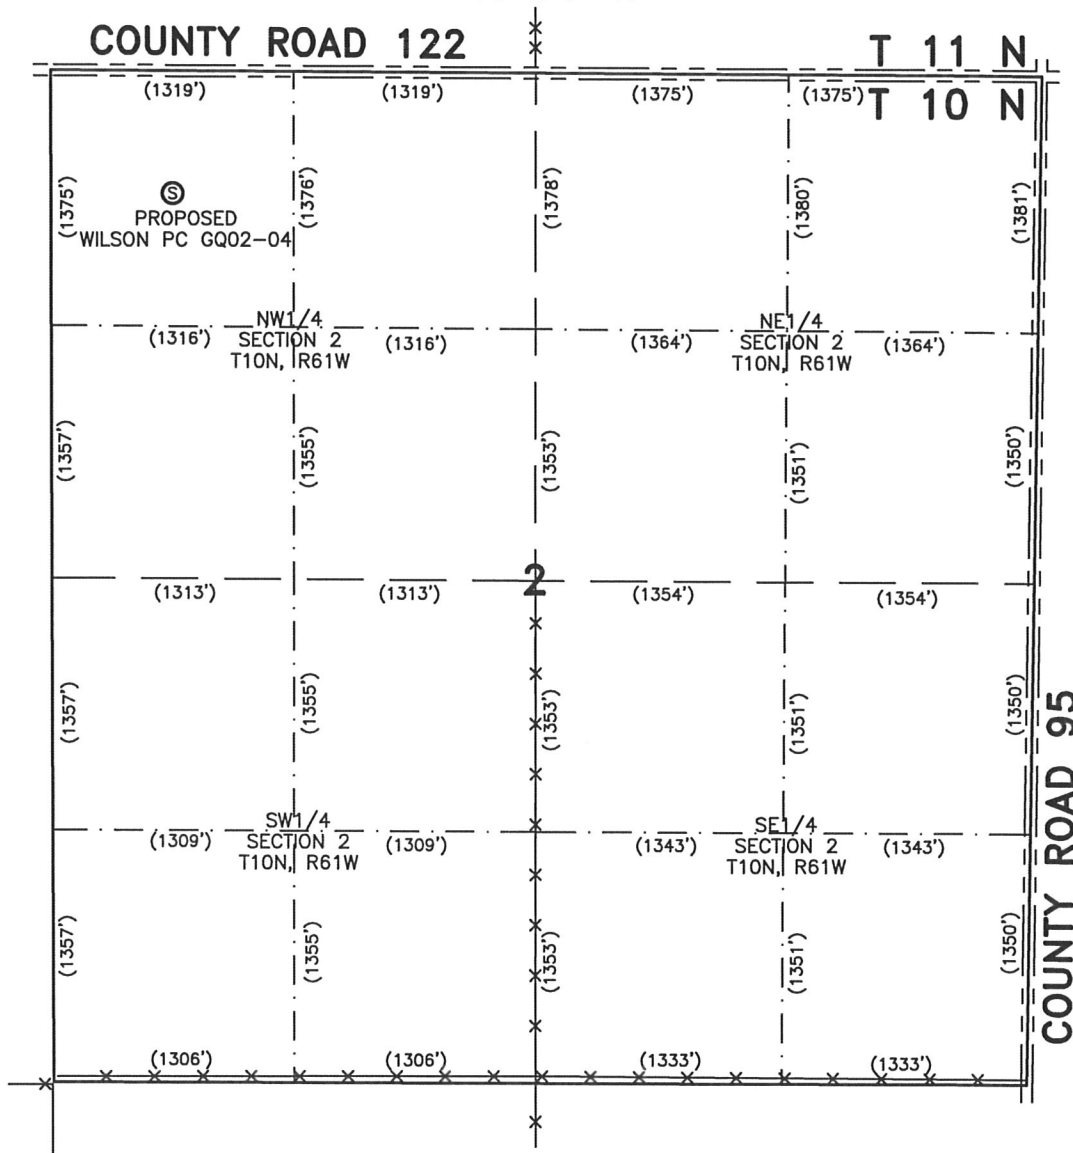 COUNTY ROAD 122
T 11 N
(1319') (1319') (1375') (1375')
T 10 N
(1375') (1376') (1378') (1380') (1381')
S
PROPOSED
WILSON PC GQ02-04
NW1/4
SECTION 2
T10N, R61W
NE1/4
SECTION 2
T10N, R61W
(1316') (1316') (1364') (1364')
(1357') (1355') (1353') (1351') (1350')
2
(1313') (1313') (1354') (1354')
(1357') (1355') (1353') (1351') (1350')
COUNTY ROAD 95
SW1/4
SECTION 2
T10N, R61W
SE1/4
SECTION 2
T10N, R61W
(1309') (1309') (1343') (1343')
(1357') (1355') (1353') (1351') (1350')
(1306') (1306') (1333') (1333')